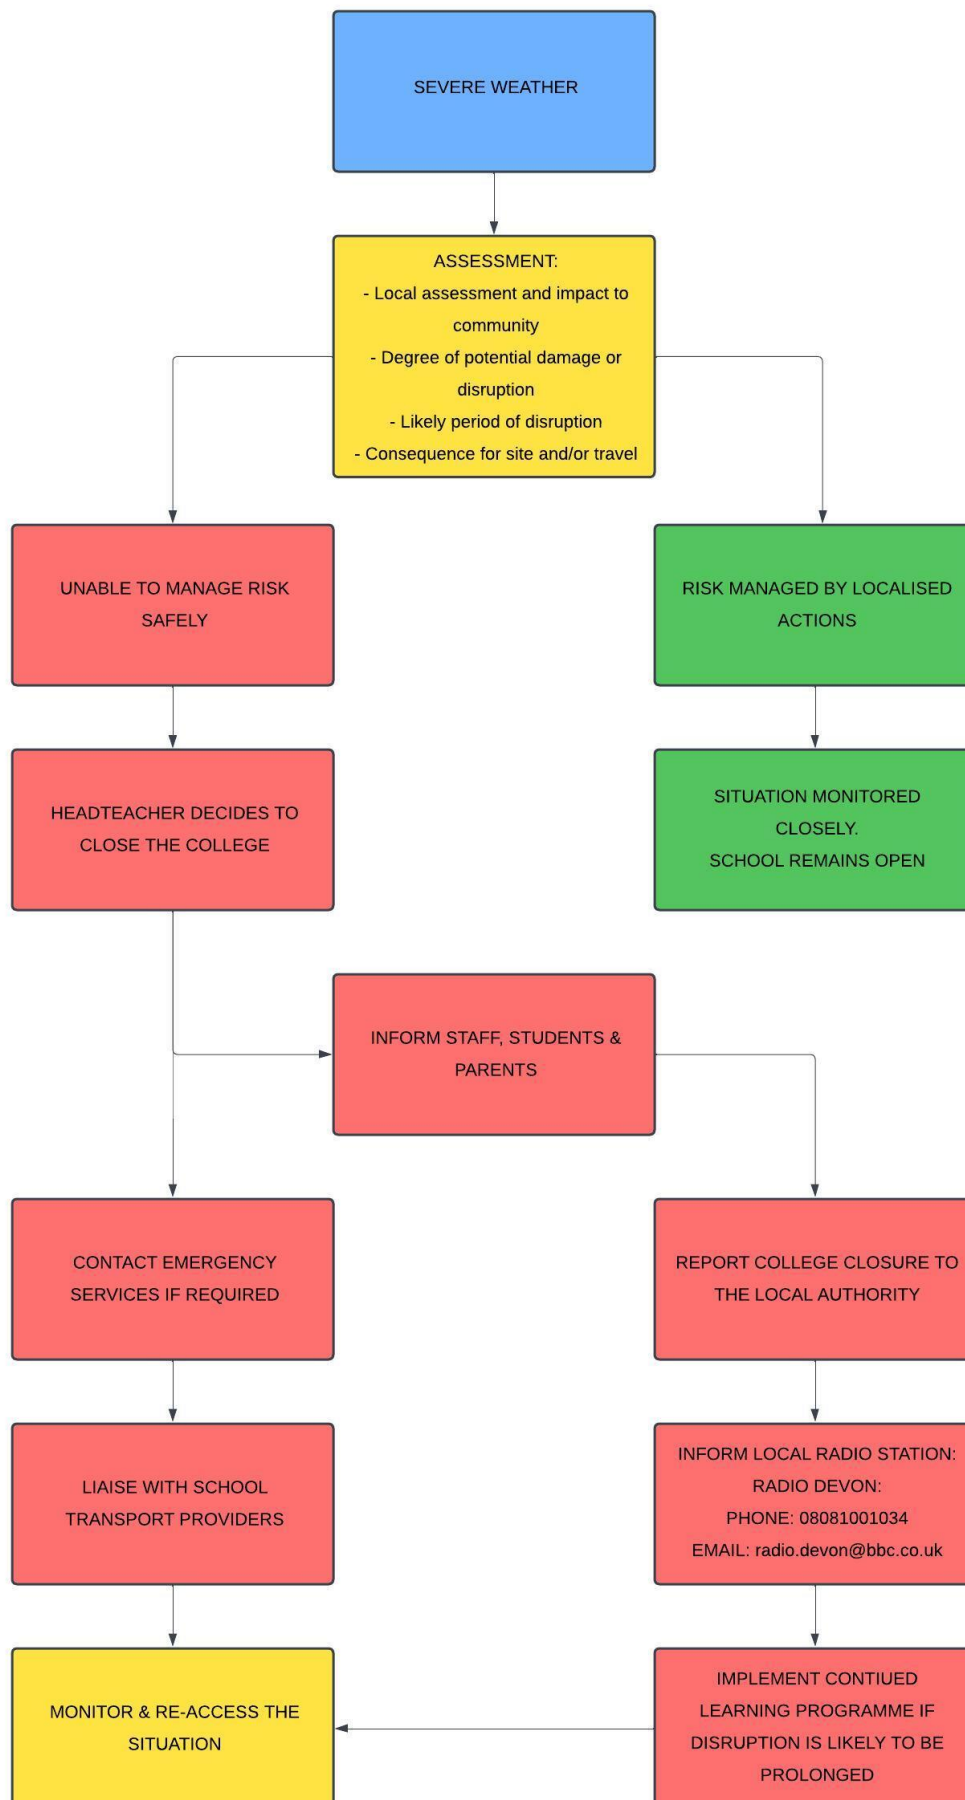 SEVERE WEATHER
ASSESSMENT:
- Local assessment and impact to
community
- Degree of potential damage or
disruption
- Likely period of disruption
- Consequence for site and/or travel
UNABLE TO MANAGE RISK
SAFELY
RISK MANAGED BY LOCALISED
ACTIONS
HEADTEACHER DECIDES TO
CLOSE THE COLLEGE
SITUATION MONITORED
CLOSELY.
SCHOOL REMAINS OPEN
INFORM STAFF, STUDENTS &
PARENTS
CONTACT EMERGENCY
SERVICES IF REQUIRED
REPORT COLLEGE CLOSURE TO
THE LOCAL AUTHORITY
LIAISE WITH SCHOOL
TRANSPORT PROVIDERS
INFORM LOCAL RADIO STATION:
RADIO DEVON:
PHONE: 08081001034
EMAIL: radio.devon@bbc.co.uk
MONITOR & RE-ACCESS THE
SITUATION
IMPLEMENT CONTIUED
LEARNING PROGRAMME IF
DISRUPTION IS LIKELY TO BE
PROLONGED